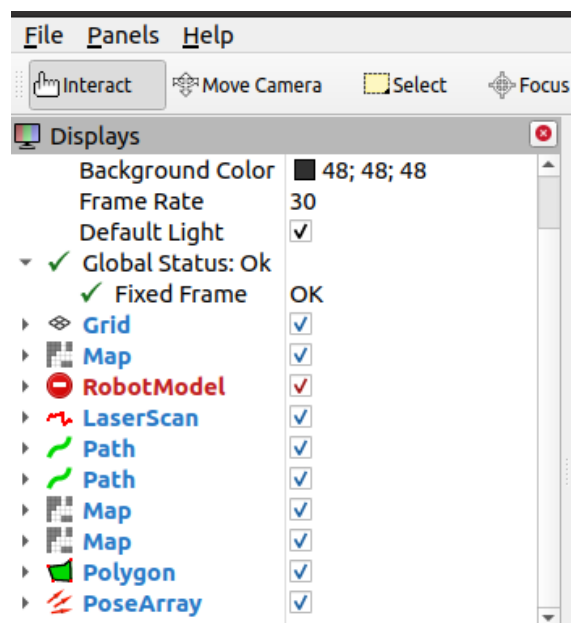 File Panels Help
Interact Move Camera Select Focus
Displays
Background Color 48; 48; 48
Frame Rate 30
Default Light
Global Status: Ok
Fixed Frame OK
Grid
Map
RobotModel
LaserScan
Path
Path
Map
Map
Polygon
PoseArray